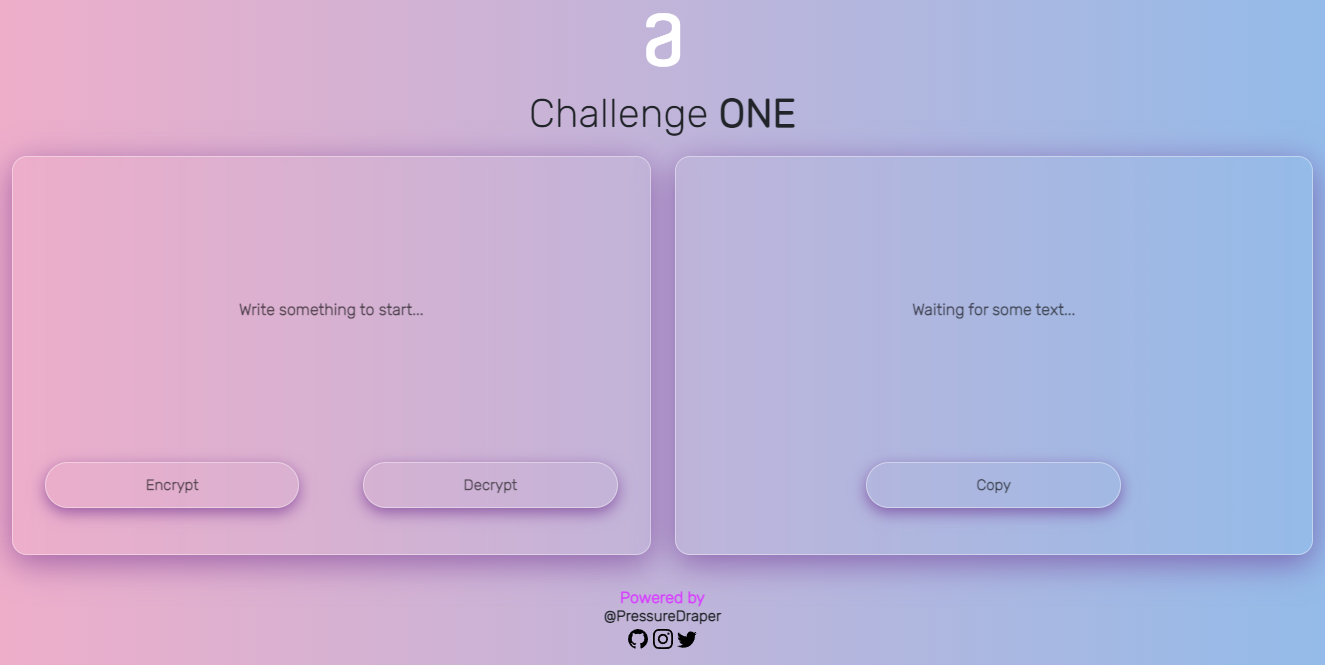 a
Challenge ONE
Write something to start...
Waiting for some text...
Encrypt
Decrypt
Copy
Powered by
@PressureDraper